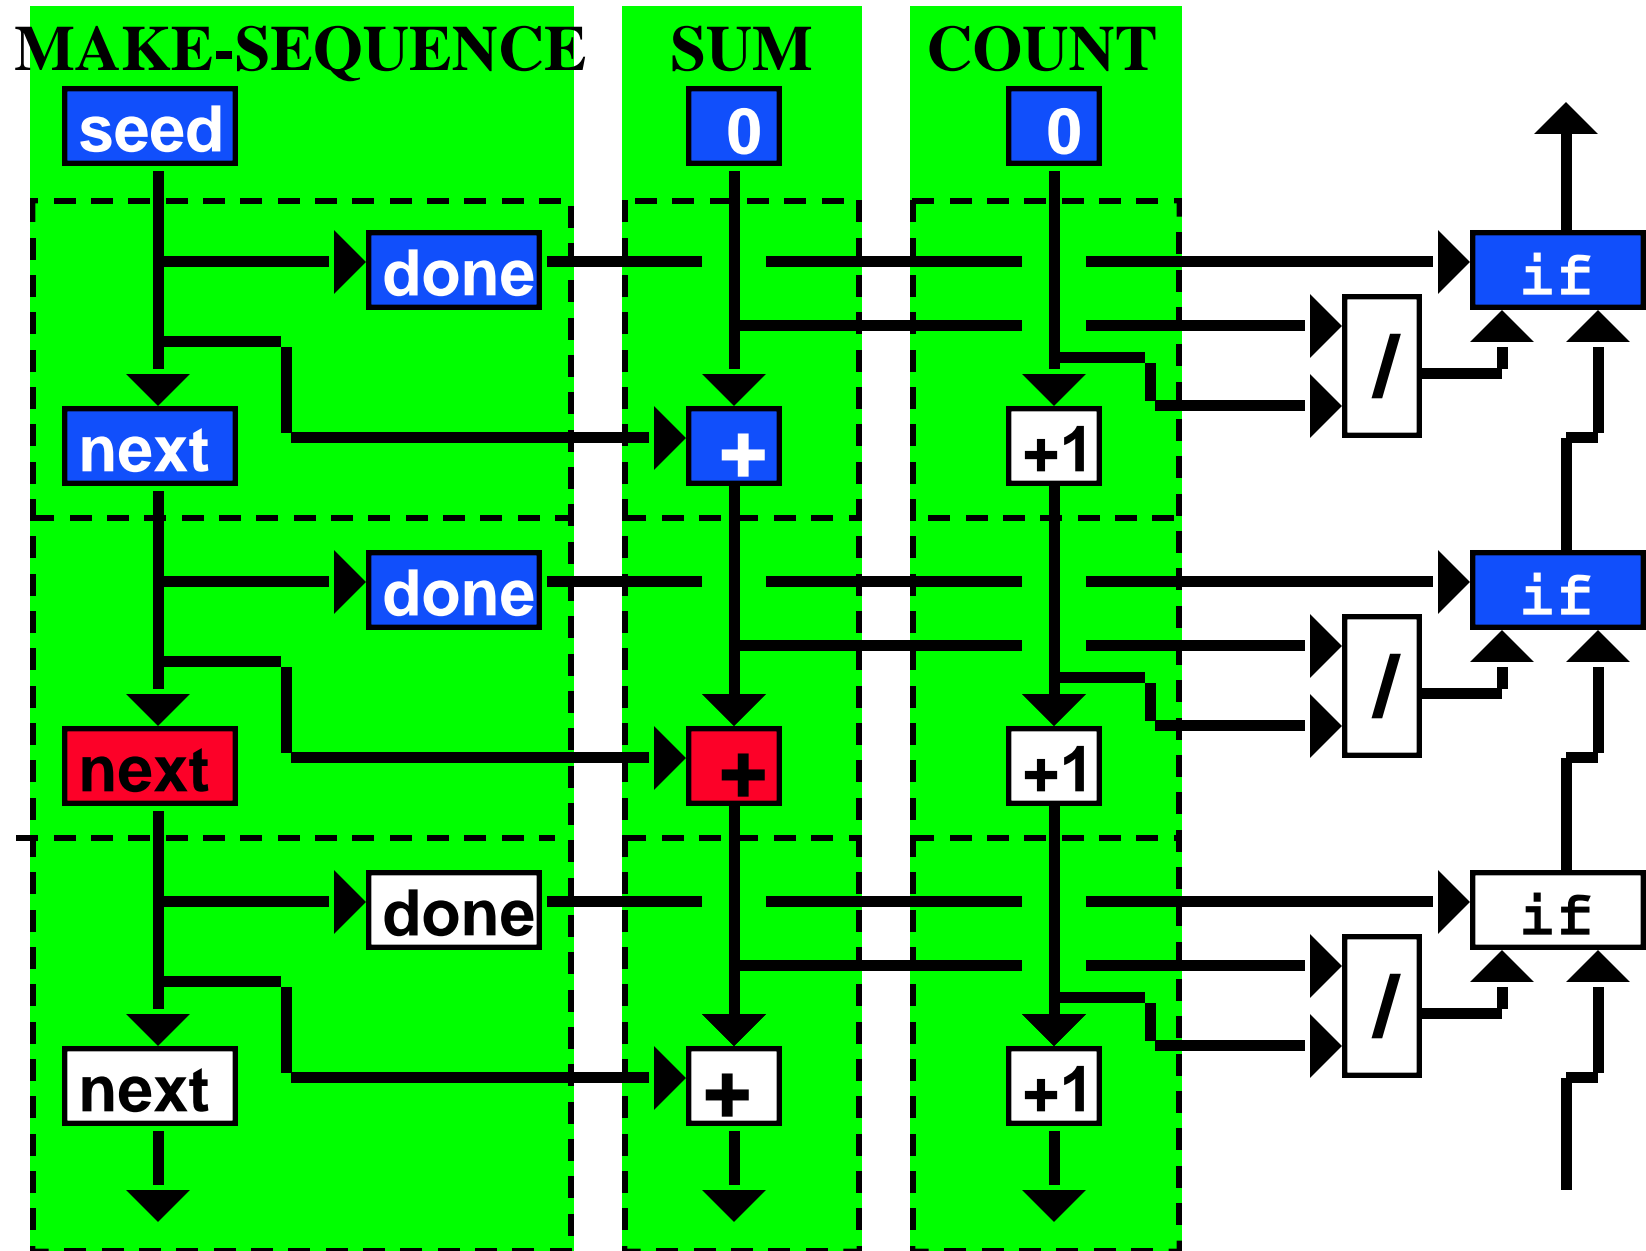 MAKE-SEQUENCE SUM COUNT
seed 0 0
done if
/
next + +1
done if
/
next + +1
done if
/
next + +1